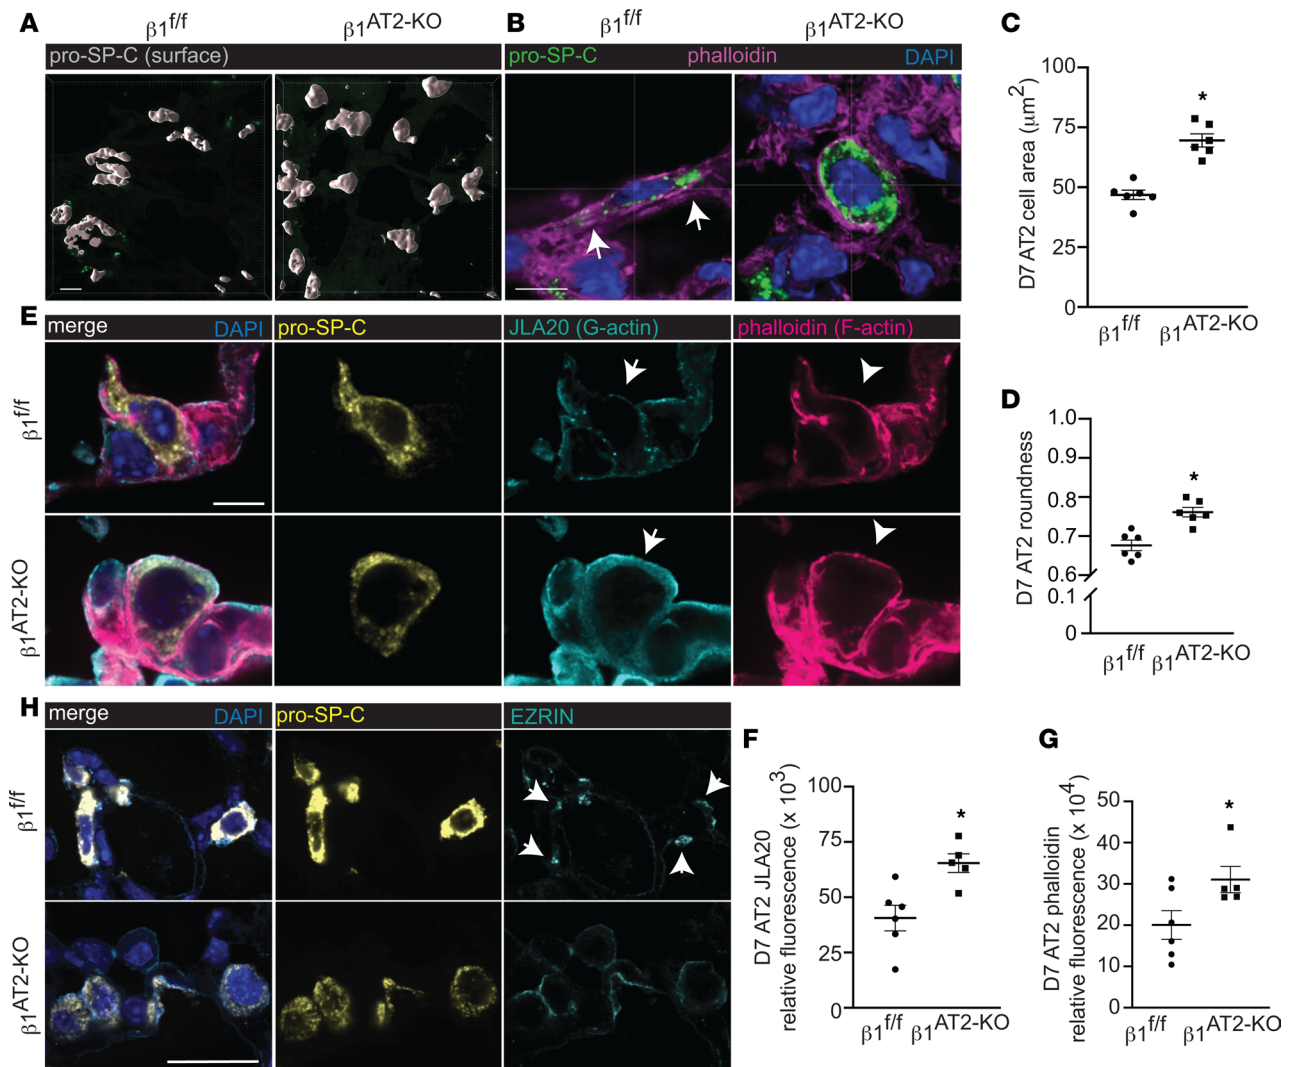 A
β1f/f
β1AT2-KO
pro-SP-C (surface)
B
β1f/f
β1AT2-KO
pro-SP-C
phalloidin
DAPI
C
D7 AT2 cell area (μm2)
100
75
50
25
0
*
β1f/f
β1AT2-KO
D
D7 AT2 roundness
1.0
0.9
0.8
0.7
0.6
0.1
0
*
β1f/f
β1AT2-KO
E
merge
DAPI
pro-SP-C
JLA20 (G-actin)
phalloidin (F-actin)
β1f/f
β1AT2-KO
H
merge
DAPI
pro-SP-C
EZRIN
β1f/f
β1AT2-KO
F
D7 AT2 JLA20
relative fluorescence (x 103)
100
75
50
25
0
*
β1f/f
β1AT2-KO
G
D7 AT2 phalloidin
relative fluorescence (x 104)
50
40
30
20
10
0
*
β1f/f
β1AT2-KO